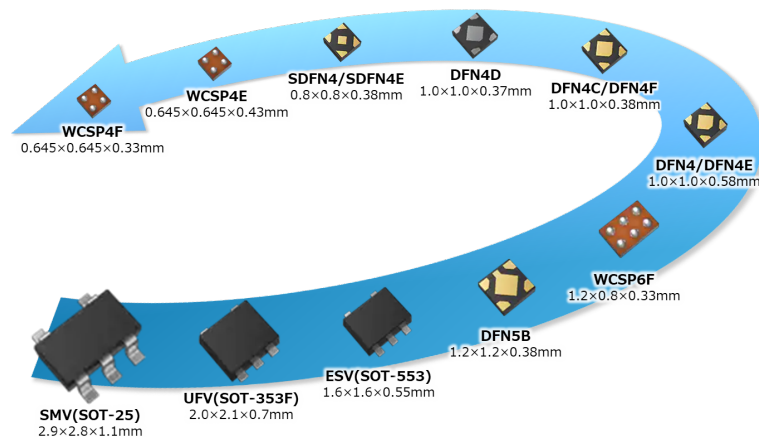 SDFN4/SDFN4E
0.8×0.8×0.38mm
DFN4D
1.0×1.0×0.37mm
DFN4C/DFN4F
1.0×1.0×0.38mm
WCSP4E
0.645×0.645×0.43mm
WCSP4F
0.645×0.645×0.33mm
DFN4/DFN4E
1.0×1.0×0.58mm
WCSP6F
1.2×0.8×0.33mm
DFN5B
1.2×1.2×0.38mm
ESV(SOT-553)
1.6×1.6×0.55mm
UFV(SOT-353F)
2.0×2.1×0.7mm
SMV(SOT-25)
2.9×2.8×1.1mm